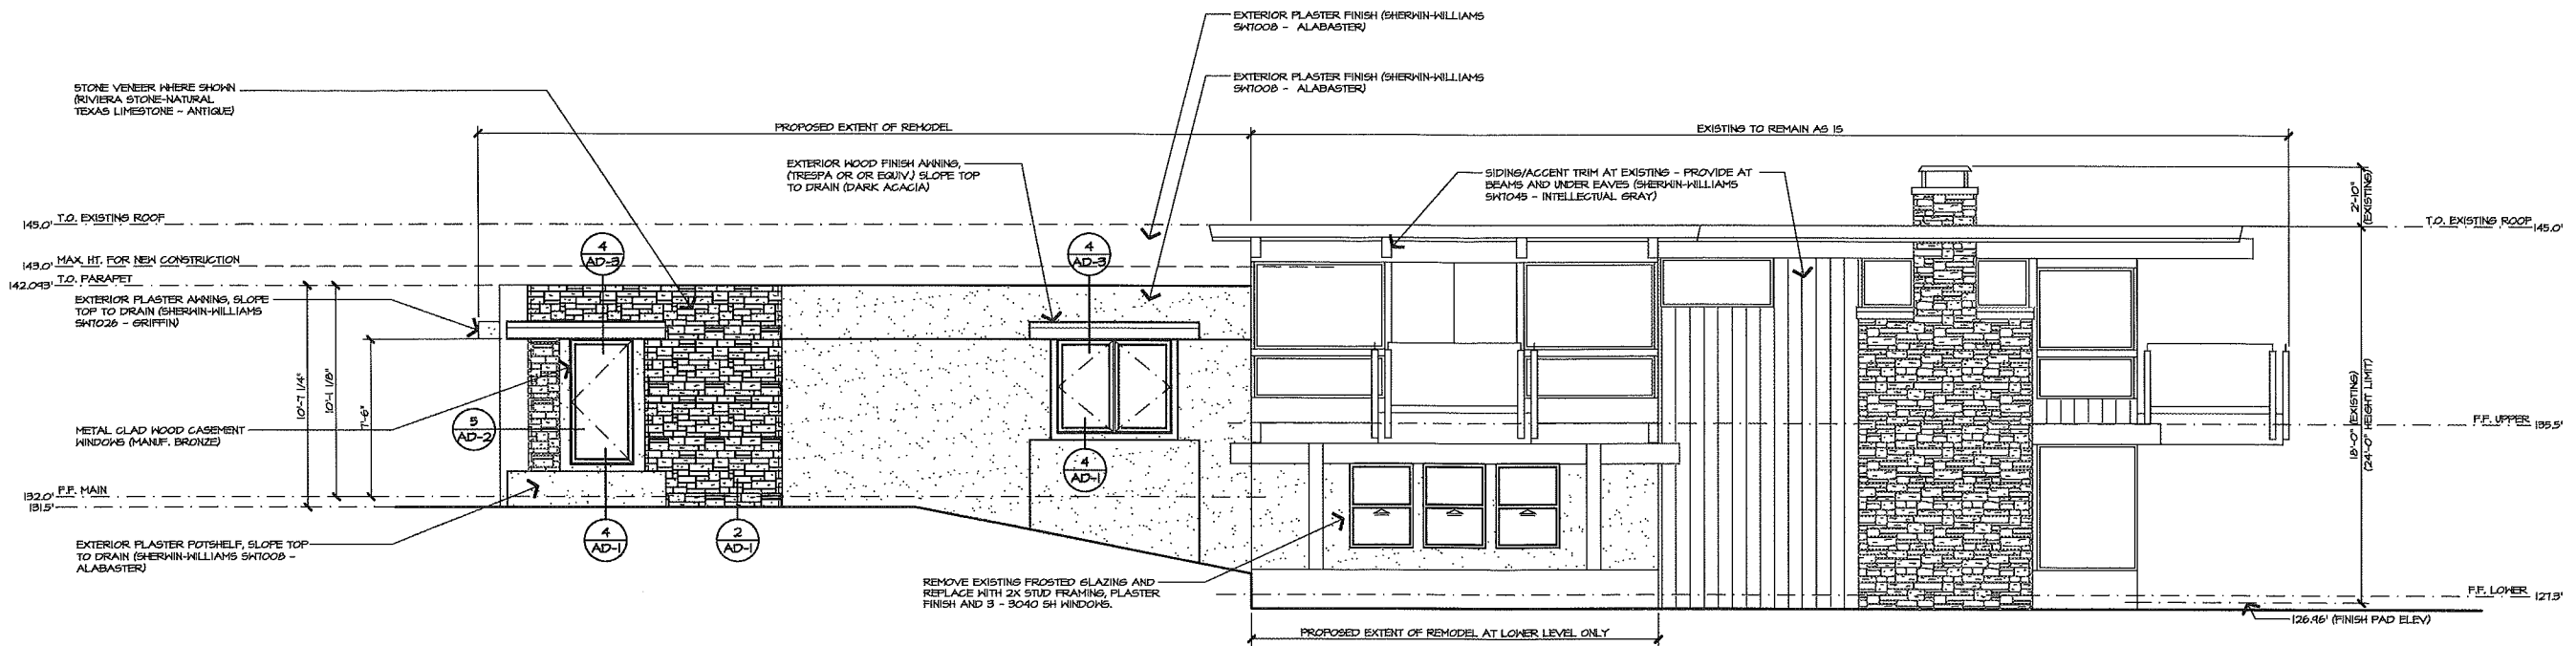 EXTERIOR PLASTER FINISH (SHERWIN-WILLIAMS
SW7008 - ALABASTER)
EXTERIOR PLASTER FINISH (SHERWIN-WILLIAMS
SW7008 - ALABASTER)
STONE VENEER WHERE SHOWN
(RIVIERA STONE-NATURAL
TEXAS LIMESTONE - ANTIQUE)
PROPOSED EXTENT OF REMODEL
EXISTING TO REMAIN AS IS
EXTERIOR WOOD FINISH AWNING,
(TRESPA OR OR EQUIV.) SLOPE TOP
TO DRAIN (DARK ACACIA)
SIDING/ACCENT TRIM AT EXISTING - PROVIDE AT
BEAMS AND UNDER EAVES (SHERWIN-WILLIAMS
SW7045 - INTELLECTUAL GRAY)
2'-10"
(EXISTING)
145.0' T.O. EXISTING ROOF
T.O. EXISTING ROOF 145.0'
4
AD-3
4
AD-3
143.0' MAX. HT. FOR NEW CONSTRUCTION
142.093' T.O. PARAPET
EXTERIOR PLASTER AWNING, SLOPE
TOP TO DRAIN (SHERWIN-WILLIAMS
SW7026 - GRIFFIN)
10'-7 1/4"
10'-1 1/8"
7'-6"
18'-0" (EXISTING)
(24'-0" HEIGHT LIMIT)
METAL CLAD WOOD CASEMENT
WINDOWS (MANUF. BRONZE)
5
AD-2
F.F. UPPER 135.5'
4
AD-1
132.0' F.F. MAIN
131.5'
4
AD-1
2
AD-1
EXTERIOR PLASTER POTSHELF, SLOPE TOP
TO DRAIN (SHERWIN-WILLIAMS SW7008 -
ALABASTER)
REMOVE EXISTING FROSTED GLAZING AND
REPLACE WITH 2X STUD FRAMING, PLASTER
FINISH AND 3 - 3040 SH WINDOWS.
F.F. LOWER 127.3'
126.96' (FINISH PAD ELEV)
PROPOSED EXTENT OF REMODEL AT LOWER LEVEL ONLY